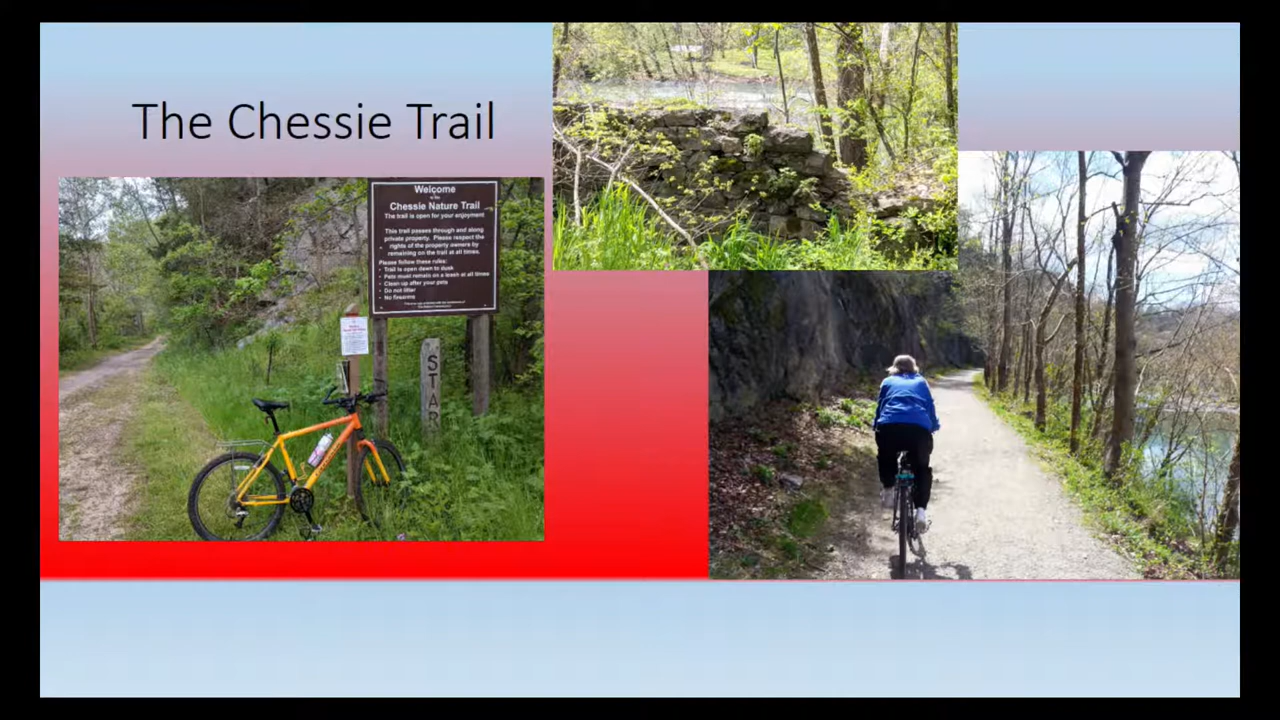 The Chessie Trail
Welcome
to the
Chessie Nature Trail
The trail is open for your enjoyment
This trail passes through and along
private property. Please respect the
rights of the property owners by
remaining on the trail at all times.
Please follow these rules:
• Trail is open dawn to dusk
• Pets must remain on a leash at all times
• Clean up after your pets
• Do not litter
• No firearms
STAR